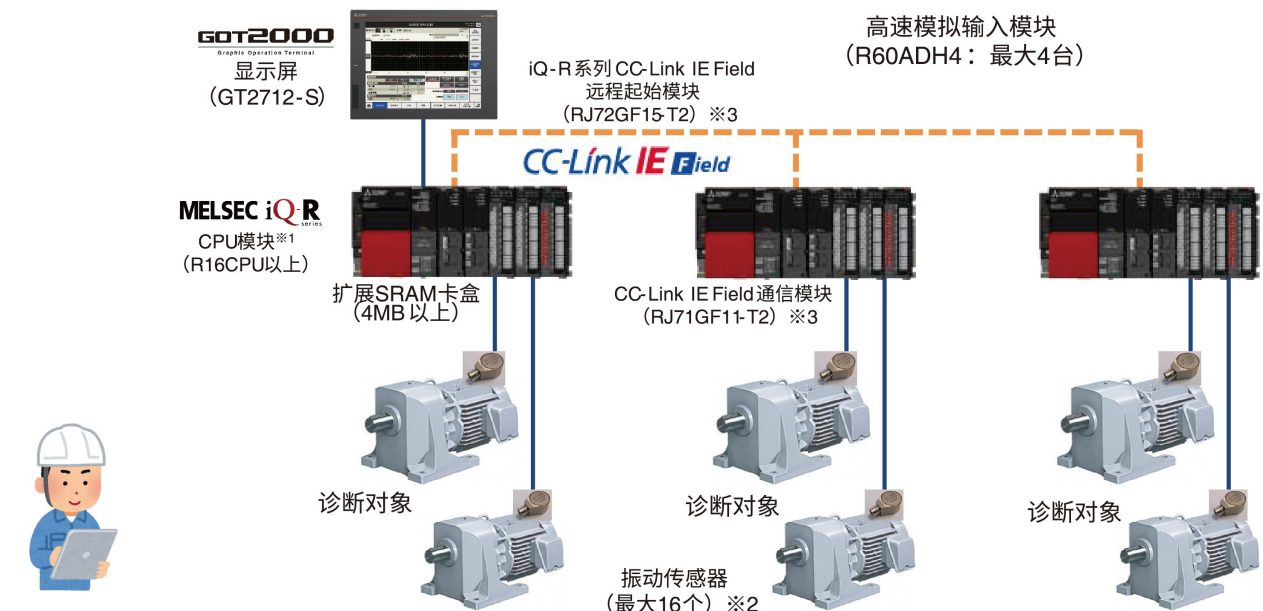 GOT2000
Graphic Operation Terminal
显示屏
（GT2712-S）
iQ-R系列CC-Link IE Field
远程起始模块
（RJ72GF15-T2）※3
高速模拟输入模块
（R60ADH4：最大4台）
CC-Link IE Field
MELSEC iQ-R
series
CPU模块※1
（R16CPU以上）
扩展SRAM卡盒
（4MB以上）
CC-Link IE Field通信模块
（RJ71GF11-T2）※3
诊断对象
诊断对象
诊断对象
振动传感器
（最大16个）※2